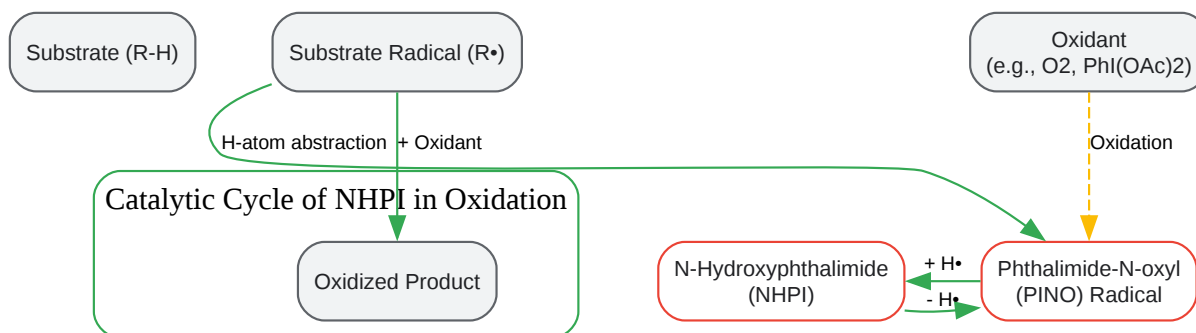 Substrate (R-H)
Substrate Radical (R•)
Oxidant
(e.g., O2, PhI(OAc)2)
H-atom abstraction
+ Oxidant
Oxidation
Catalytic Cycle of NHPI in Oxidation
Oxidized Product
N-Hydroxyphthalimide
(NHPI)
+ H•
- H•
Phthalimide-N-oxyl
(PINO) Radical